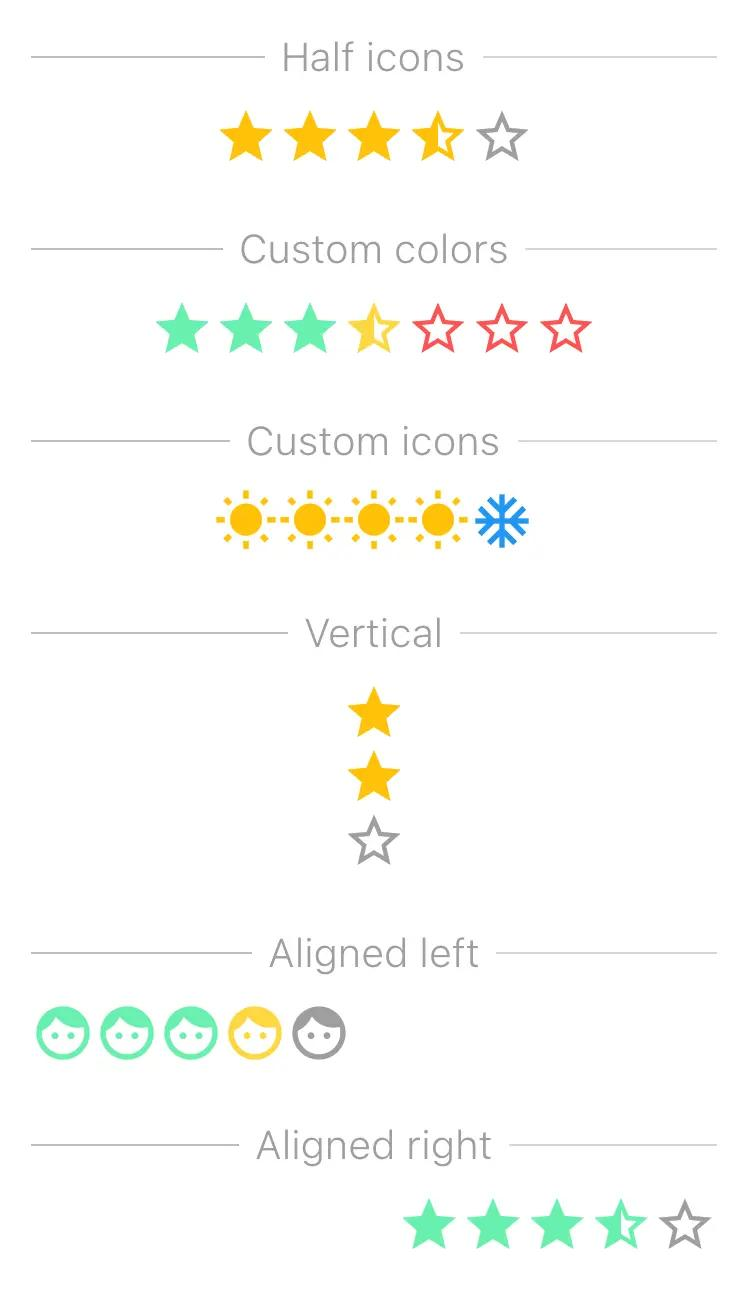 Half icons
Custom colors
Custom icons
Vertical
Aligned left
Aligned right